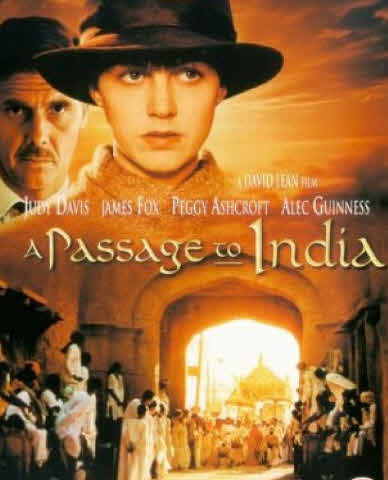 A DAVID LEAN FILM
JUDY DAVIS JAMES FOX PEGGY ASHCROFT ALEC GUINNESS
A PASSAGE TO INDIA